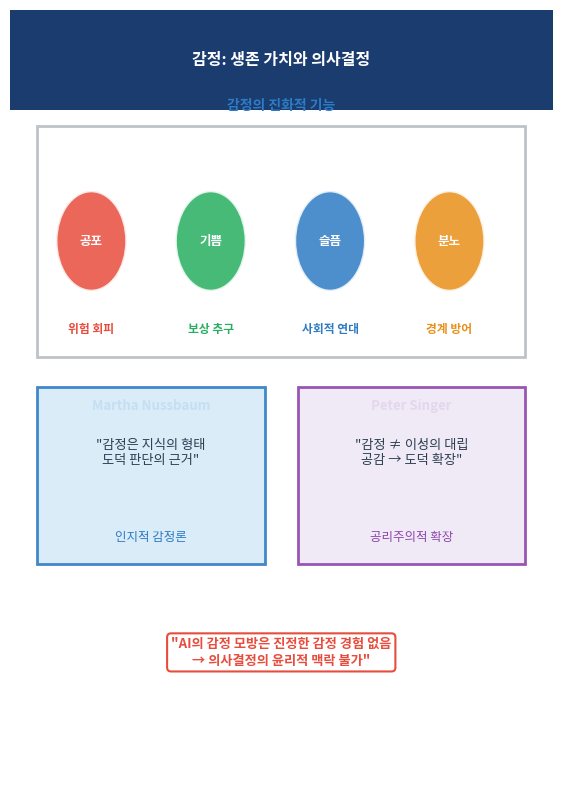 감정: 생존 가치와 의사결정
감정의 진화적 기능
공포
기쁨
슬픔
분노
위험 회피
보상 추구
사회적 연대
경계 방어
Martha Nussbaum
"감정은 지식의 형태
도덕 판단의 근거"
인지적 감정론
Peter Singer
"감정 ≠ 이성의 대립
공감 → 도덕 확장"
공리주의적 확장
"AI의 감정 모방은 진정한 감정 경험 없음
→ 의사결정의 윤리적 맥락 불가"